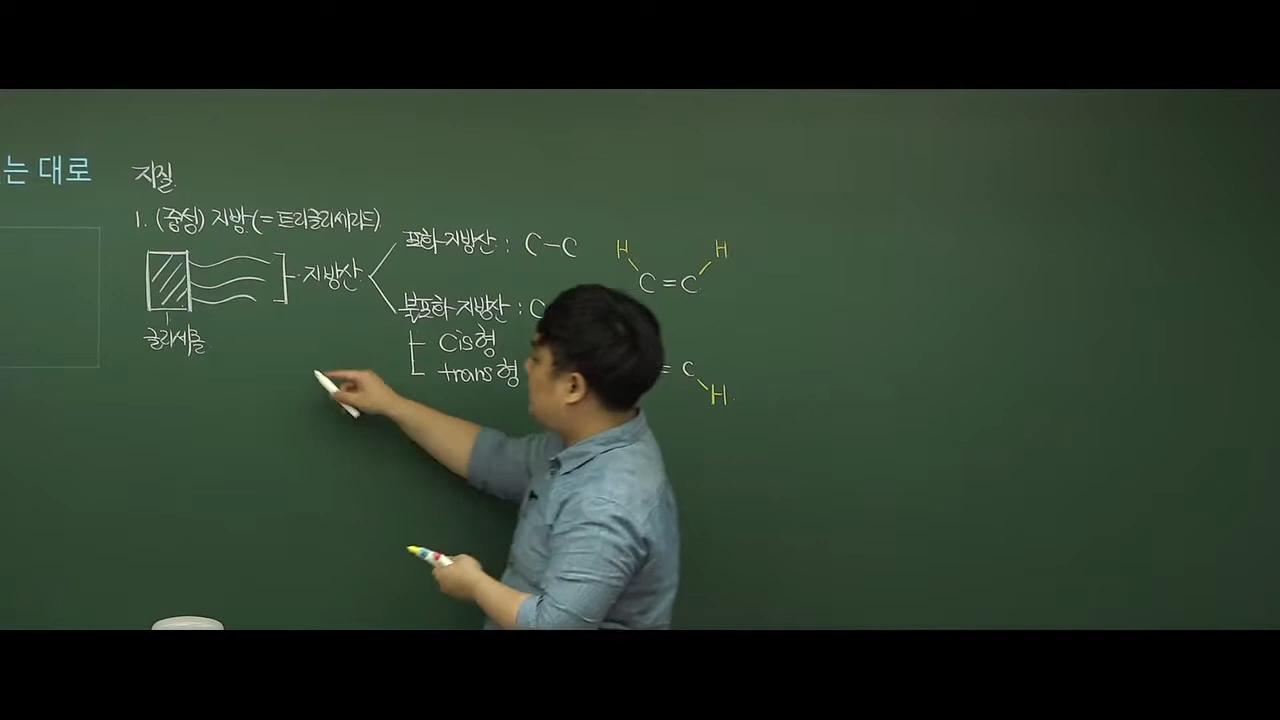 는 대로
지질
1. (중성) 지방 (= 트리글리세리드)
글리세롤
지방산
포화 지방산 : C-C
불포화 지방산 : C
cis형
trans형
H H
C = C
= C
H